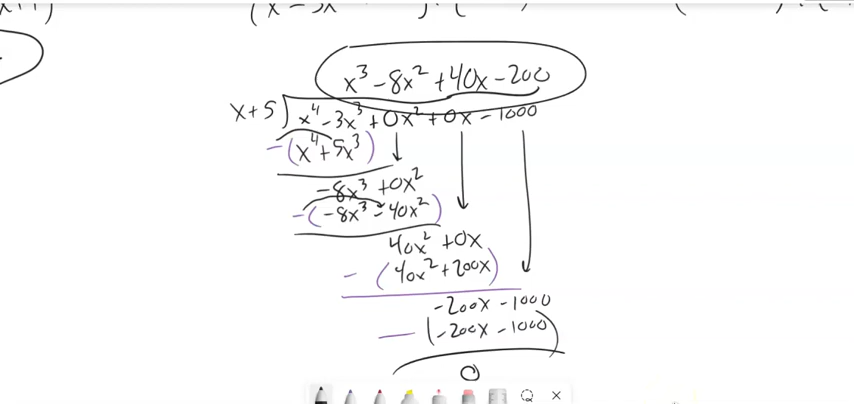 x³ - 8x² + 40x - 200
x + 5 x⁴ - 3x³ + 0x² + 0x - 1000
-(x⁴ + 5x³)
-8x³ + 0x²
-(-8x³ - 40x²)
40x² + 0x
-(40x² + 200x)
-200x - 1000
-(-200x - 1000)
0